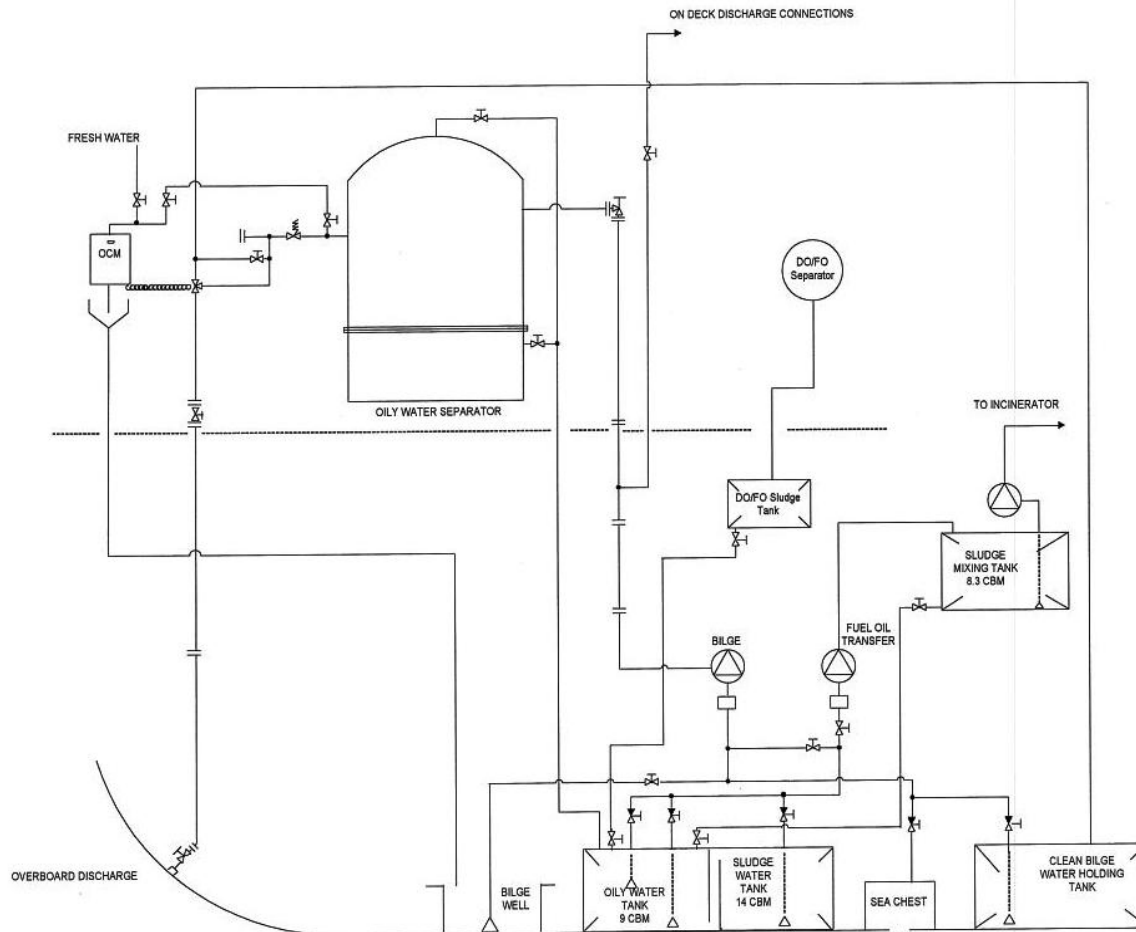 ON DECK DISCHARGE CONNECTIONS
FRESH WATER
OCM
DO/FO
Separator
OILY WATER SEPARATOR
TO INCINERATOR
DO/FO Sludge
Tank
SLUDGE
MIXING TANK
8.3 CBM
BILGE
FUEL OIL
TRANSFER
OVERBOARD DISCHARGE
BILGE
WELL
OILY WATER
TANK
9 CBM
SLUDGE
WATER
TANK
14 CBM
SEA CHEST
CLEAN BILGE
WATER HOLDING
TANK